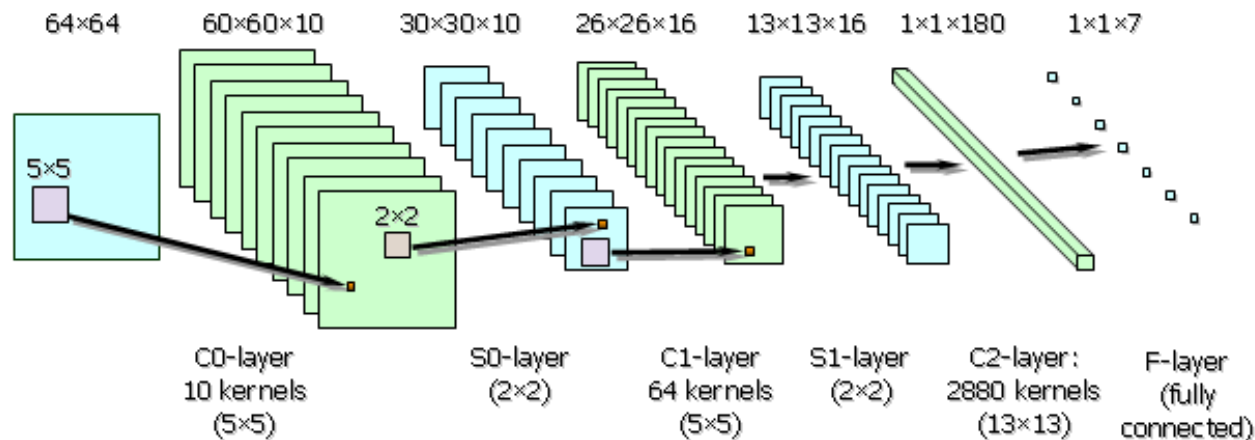 64×64 60×60×10 30×30×10 26×26×16 13×13×16 1×1×180 1×1×7
5×5
2×2
C0-layer
10 kernels
(5×5)
S0-layer
(2×2)
C1-layer
64 kernels
(5×5)
S1-layer
(2×2)
C2-layer:
2880 kernels
(13×13)
F-layer
(fully
connected)